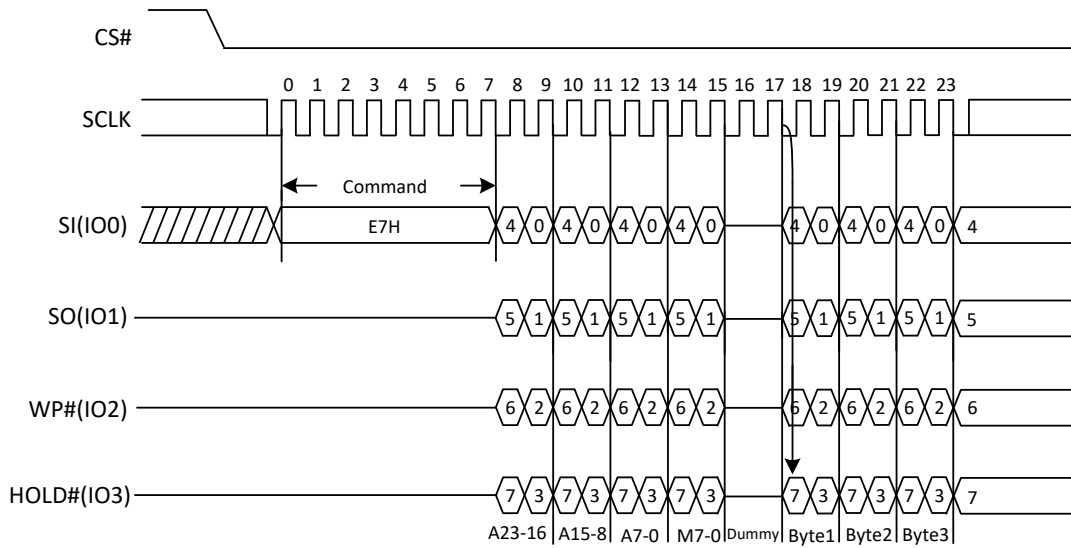 CS#
0 1 2 3 4 5 6 7 8 9 10 11 12 13 14 15 16 17 18 19 20 21 22 23
SCLK
Command
SI(IO0) E7H 4 0 4 0 4 0 4 0 4 0 4 0 4 0 4
SO(IO1) 5 1 5 1 5 1 5 1 5 1 5 1 5 1 5
WP#(IO2) 6 2 6 2 6 2 6 2 6 2 6 2 6 2 6
HOLD#(IO3) 7 3 7 3 7 3 7 3 7 3 7 3 7 3 7
A23-16 A15-8 A7-0 M7-0 Dummy Byte1 Byte2 Byte3